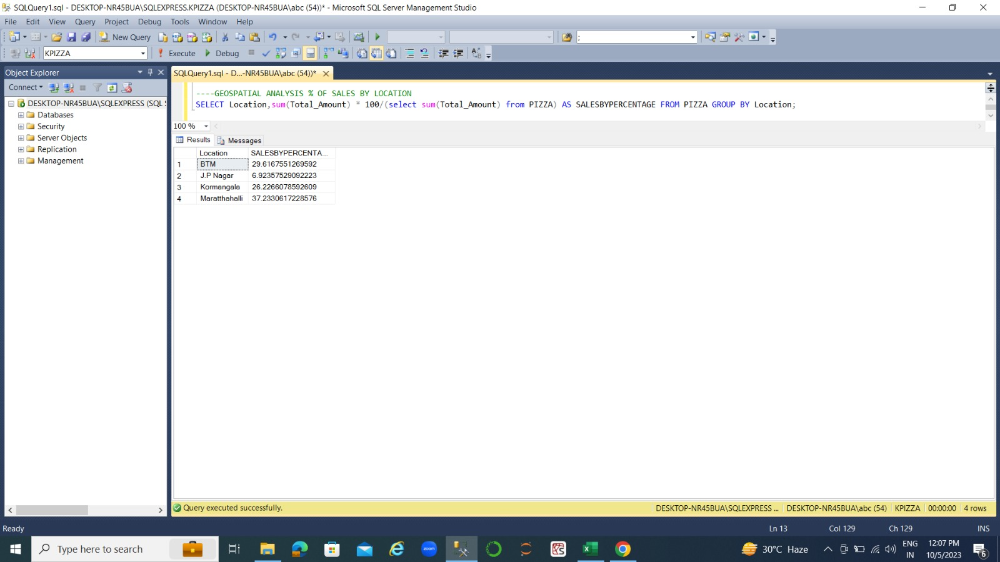 SQLQuery1.sql - DESKTOP-NR45BUA\SQLEXPRESS.KPIZZA (DESKTOP-NR45BUA\abc (54))* - Microsoft SQL Server Management Studio
File Edit View Query Project Debug Tools Window Help
New Query ;
KPIZZA Execute Debug
Object Explorer
Connect
DESKTOP-NR45BUA\SQLEXPRESS (SQL S
Databases
Security
Server Objects
Replication
Management
SQLQuery1.sql - D...-NR45BUA\abc (54))*
----GEOSPATIAL ANALYSIS % OF SALES BY LOCATION
SELECT Location,sum(Total_Amount) * 100/(select sum(Total_Amount) from PIZZA) AS SALESBYPERCENTAGE FROM PIZZA GROUP BY Location;
100 %
Results Messages
Location SALESBYPERCENTA...
1 BTM 29.6167551269592
2 J.P Nagar 6.92357529092223
3 Kormangala 26.2266078592609
4 Maratthahalli 37.2330617228576
Query executed successfully. DESKTOP-NR45BUA\SQLEXPRESS ... DESKTOP-NR45BUA\abc (54) KPIZZA 00:00:00 4 rows
Ready Ln 13 Col 129 Ch 129 INS
Type here to search zoom 30°C Haze ENG IN 12:07 PM 10/5/2023 6